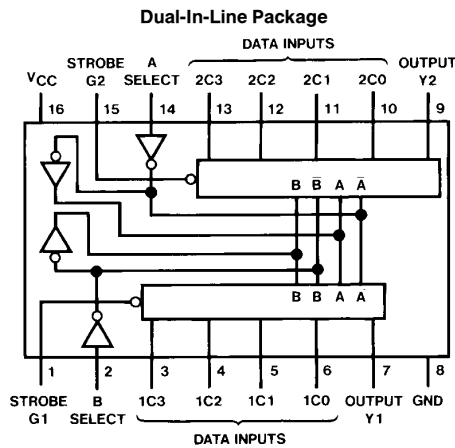 Dual-In-Line Package
DATA INPUTS
STROBE A OUTPUT
VCC G2 SELECT 2C3 2C2 2C1 2C0 Y2
16 15 14 13 12 11 10 9
B B̅ A A̅
B B A A
1 2 3 4 5 6 7 8
STROBE B 1C3 1C2 1C1 1C0 OUTPUT GND
G1 SELECT Y1
DATA INPUTS